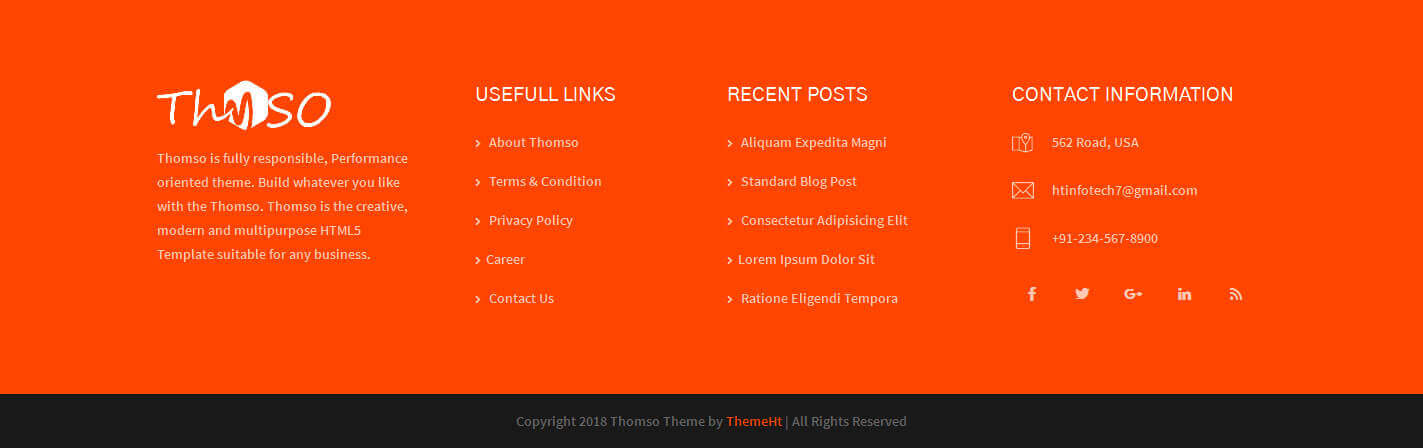 Thomso
Thomso is fully responsible, Performance
oriented theme. Build whatever you like
with the Thomso. Thomso is the creative,
modern and multipurpose HTML5
Template suitable for any business.
USEFULL LINKS
About Thomso
Terms & Condition
Privacy Policy
Career
Contact Us
RECENT POSTS
Aliquam Expedita Magni
Standard Blog Post
Consectetur Adipisicing Elit
Lorem Ipsum Dolor Sit
Ratione Eligendi Tempora
CONTACT INFORMATION
562 Road, USA
htinfotech7@gmail.com
+91-234-567-8900
Copyright 2018 Thomso Theme by ThemeHt | All Rights Reserved